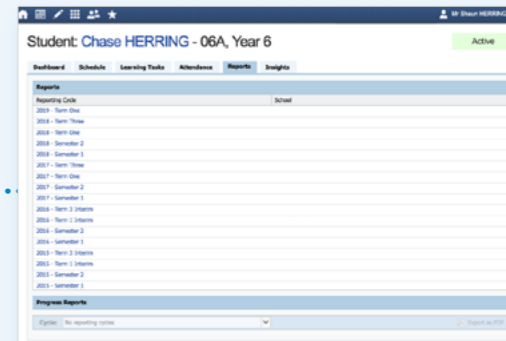 Mr Shaun HERRING
Student: Chase HERRING - 06A, Year 6
Active
Dashboard Schedule Learning Tasks Attendance Reports Insights
Reports
Reporting Cycle School
2019 - Term One
2018 - Term Three
2018 - Term One
2018 - Semester 2
2018 - Semester 1
2017 - Term Three
2017 - Term One
2017 - Semester 2
2017 - Semester 1
2016 - Term 3 Interim
2016 - Term 1 Interim
2016 - Semester 2
2016 - Semester 1
2015 - Term 3 Interim
2015 - Term 1 Interim
2015 - Semester 2
2015 - Semester 1
Progress Reports
Cycles: No reporting cycles
Export as PDF